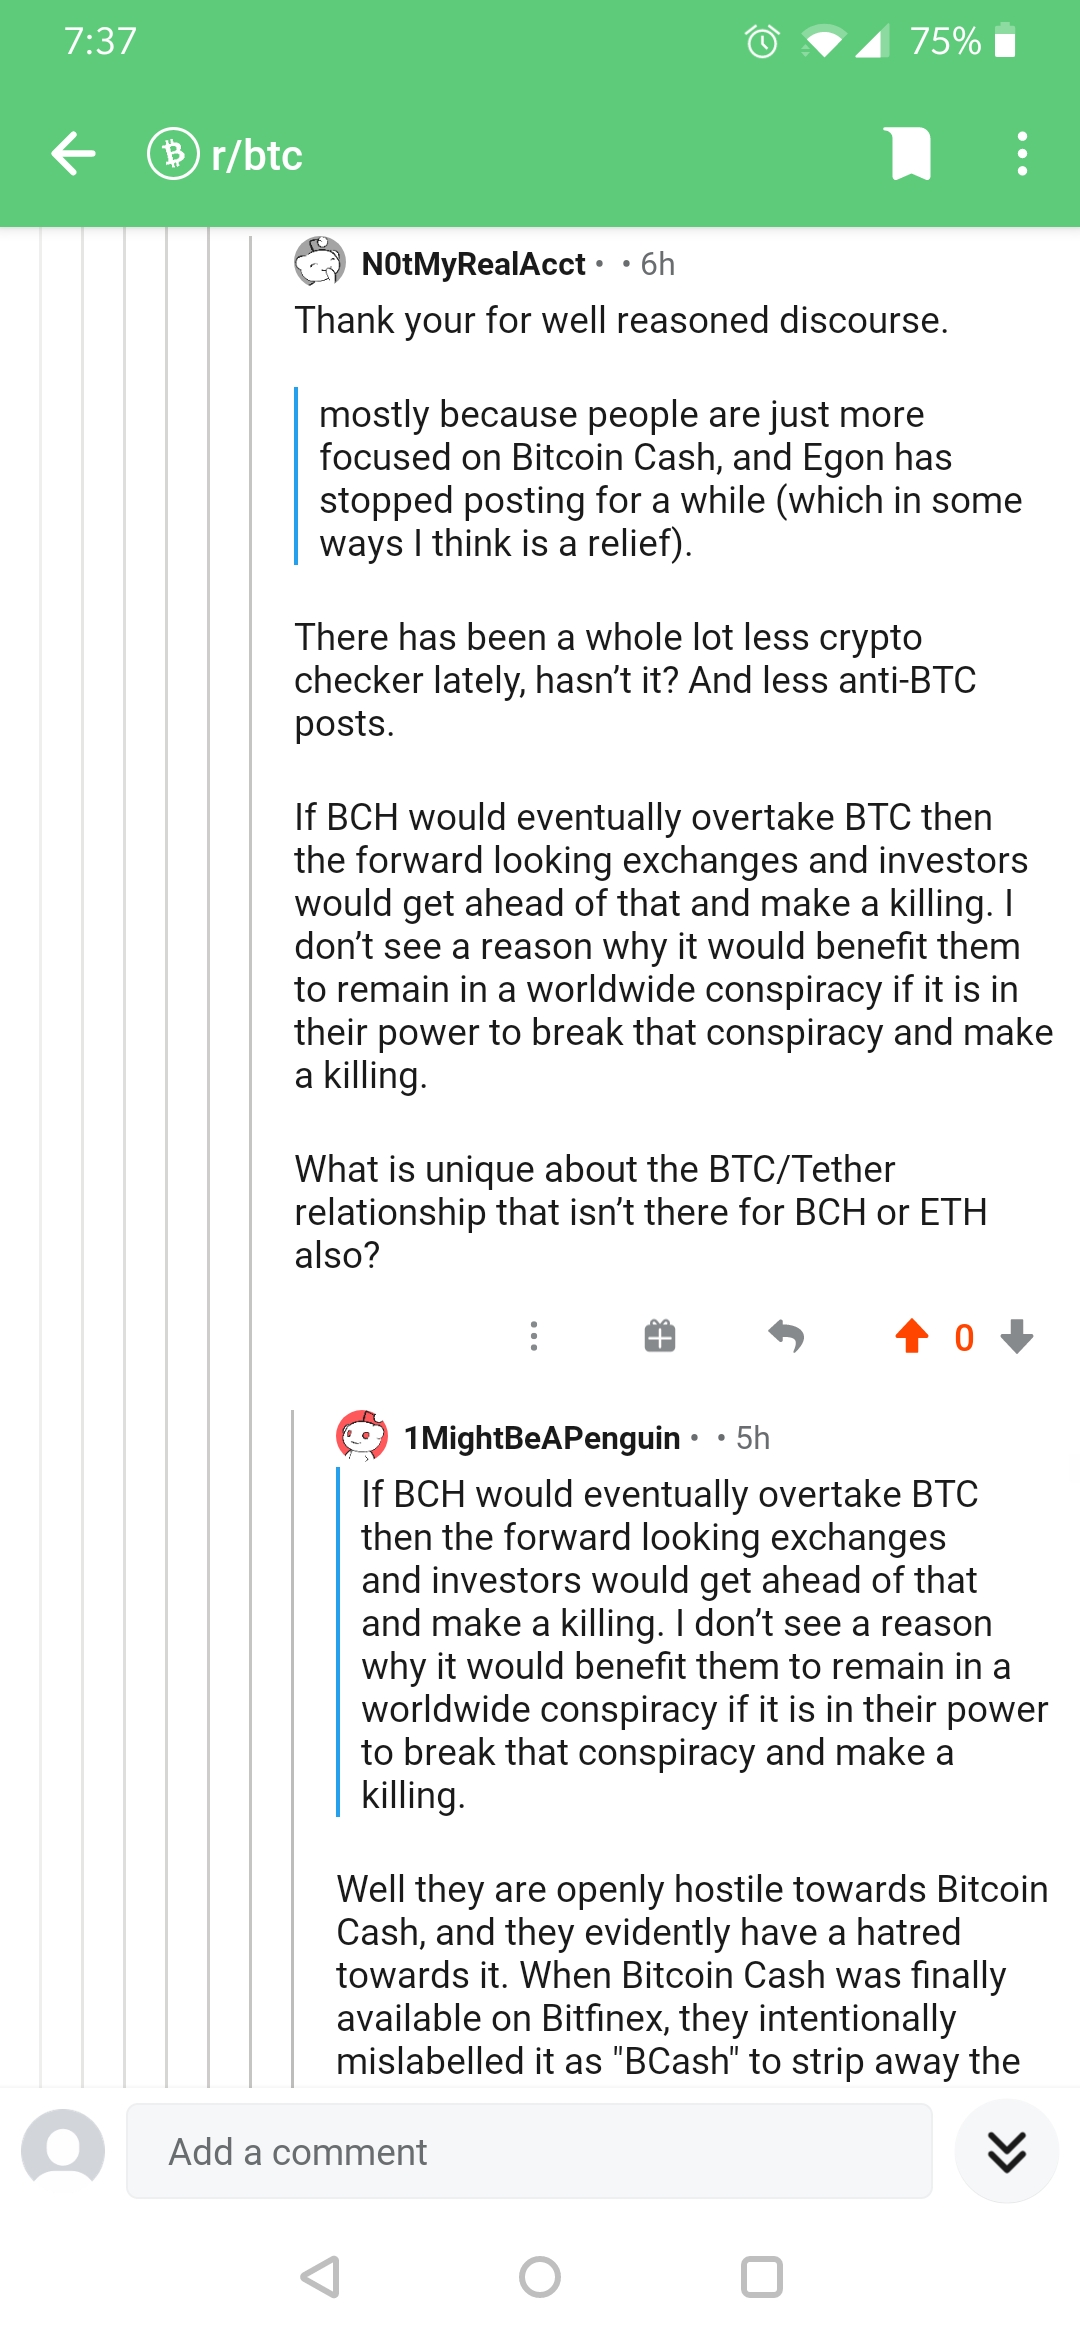 7:37
75%
r/btc
N0tMyRealAcct • • 6h
Thank your for well reasoned discourse.
mostly because people are just more
focused on Bitcoin Cash, and Egon has
stopped posting for a while (which in some
ways I think is a relief).
There has been a whole lot less crypto
checker lately, hasn’t it? And less anti-BTC
posts.
If BCH would eventually overtake BTC then
the forward looking exchanges and investors
would get ahead of that and make a killing. I
don’t see a reason why it would benefit them
to remain in a worldwide conspiracy if it is in
their power to break that conspiracy and make
a killing.
What is unique about the BTC/Tether
relationship that isn’t there for BCH or ETH
also?
0
1MightBeAPenguin • • 5h
If BCH would eventually overtake BTC
then the forward looking exchanges
and investors would get ahead of that
and make a killing. I don’t see a reason
why it would benefit them to remain in a
worldwide conspiracy if it is in their power
to break that conspiracy and make a
killing.
Well they are openly hostile towards Bitcoin
Cash, and they evidently have a hatred
towards it. When Bitcoin Cash was finally
available on Bitfinex, they intentionally
mislabelled it as "BCash" to strip away the
Add a comment